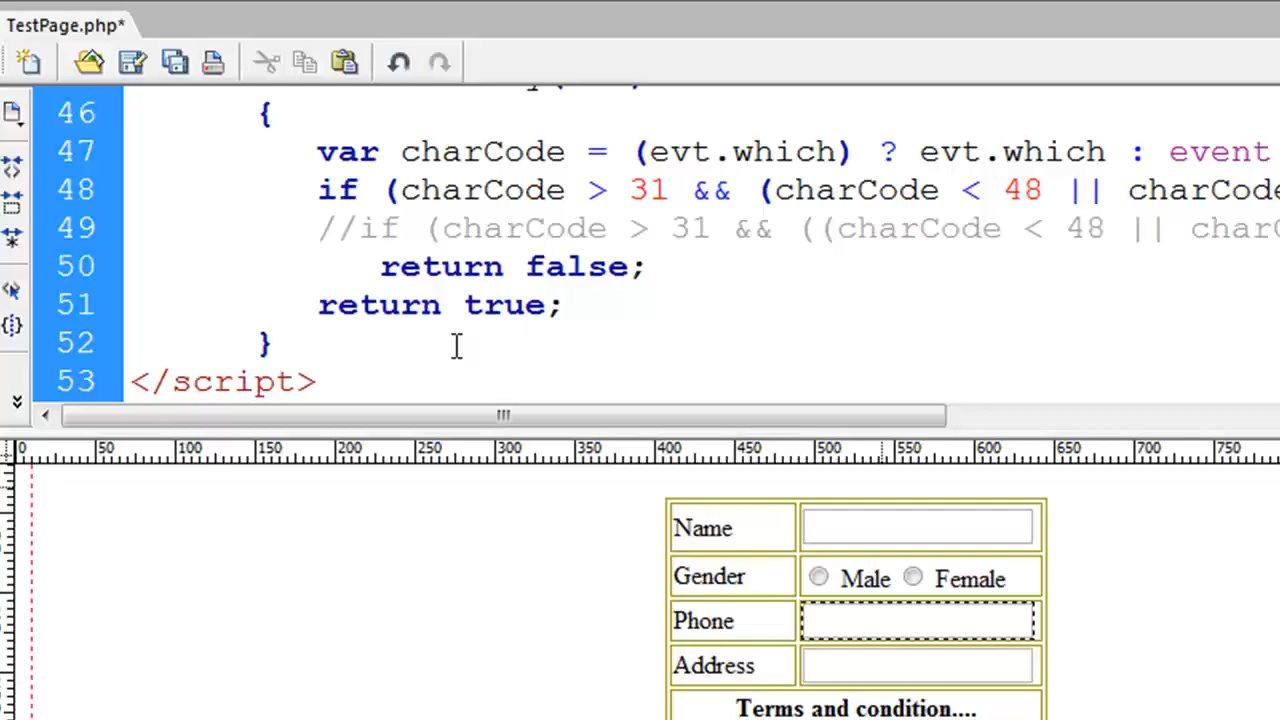 TestPage.php*
46 {
47 var charCode = (evt.which) ? evt.which : event
48 if (charCode > 31 && (charCode < 48 || charCode
49 //if (charCode > 31 && ((charCode < 48 || char
50 return false;
51 return true;
52 }
53 </script>
0 50 100 150 200 250 300 350 400 450 500 550 600 650 700 750
Name
Gender Male Female
Phone
Address
Terms and condition....